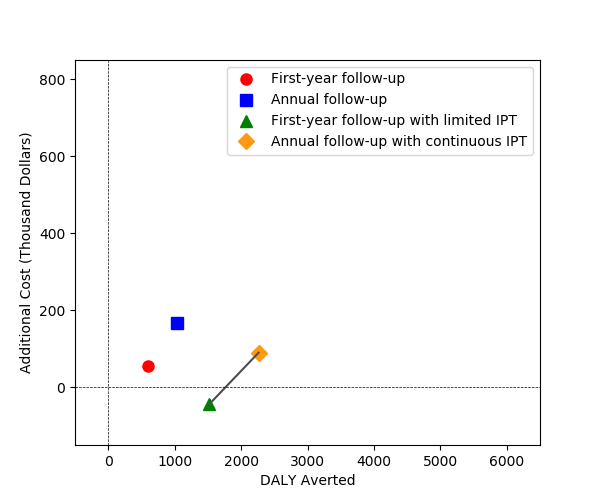 First-year follow-up
Annual follow-up
First-year follow-up with limited IPT
Annual follow-up with continuous IPT
Additional Cost (Thousand Dollars)
800
600
400
200
0
0 1000 2000 3000 4000 5000 6000
DALY Averted